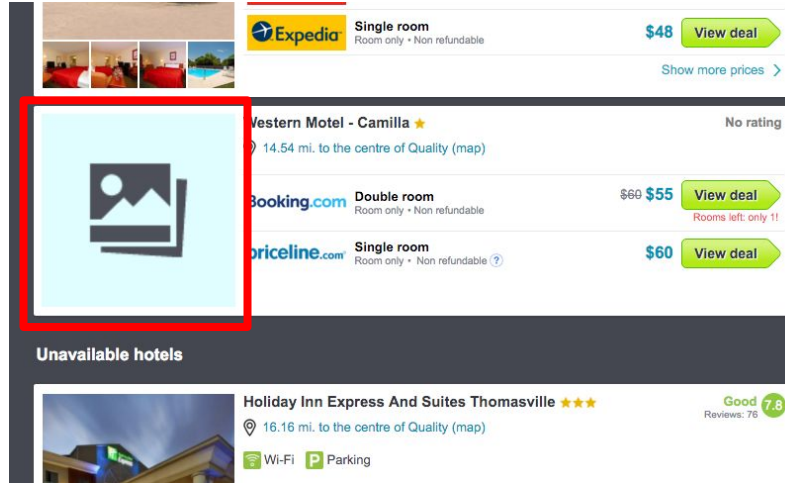 Expedia
Single room
Room only • Non refundable
$48
View deal
Show more prices >
Western Motel - Camilla
No rating
14.54 mi. to the centre of Quality (map)
Booking.com
Double room
Room only • Non refundable
$60 $55
View deal
Rooms left: only 1!
priceline.com
Single room
Room only • Non refundable ?
$60
View deal
Unavailable hotels
Holiday Inn Express And Suites Thomasville
Good 7.8
Reviews: 76
16.16 mi. to the centre of Quality (map)
Wi-Fi P Parking